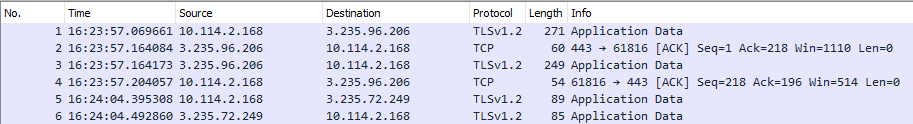 No. Time Source Destination Protocol Length Info
1 16:23:57.069661 10.114.2.168 3.235.96.206 TLSv1.2 271 Application Data
2 16:23:57.164084 3.235.96.206 10.114.2.168 TCP 60 443 → 61816 [ACK] Seq=1 Ack=218 Win=1110 Len=0
3 16:23:57.164173 3.235.96.206 10.114.2.168 TLSv1.2 249 Application Data
4 16:23:57.204057 10.114.2.168 3.235.96.206 TCP 54 61816 → 443 [ACK] Seq=218 Ack=196 Win=514 Len=0
5 16:24:04.395308 10.114.2.168 3.235.72.249 TLSv1.2 89 Application Data
6 16:24:04.492860 3.235.72.249 10.114.2.168 TLSv1.2 85 Application Data